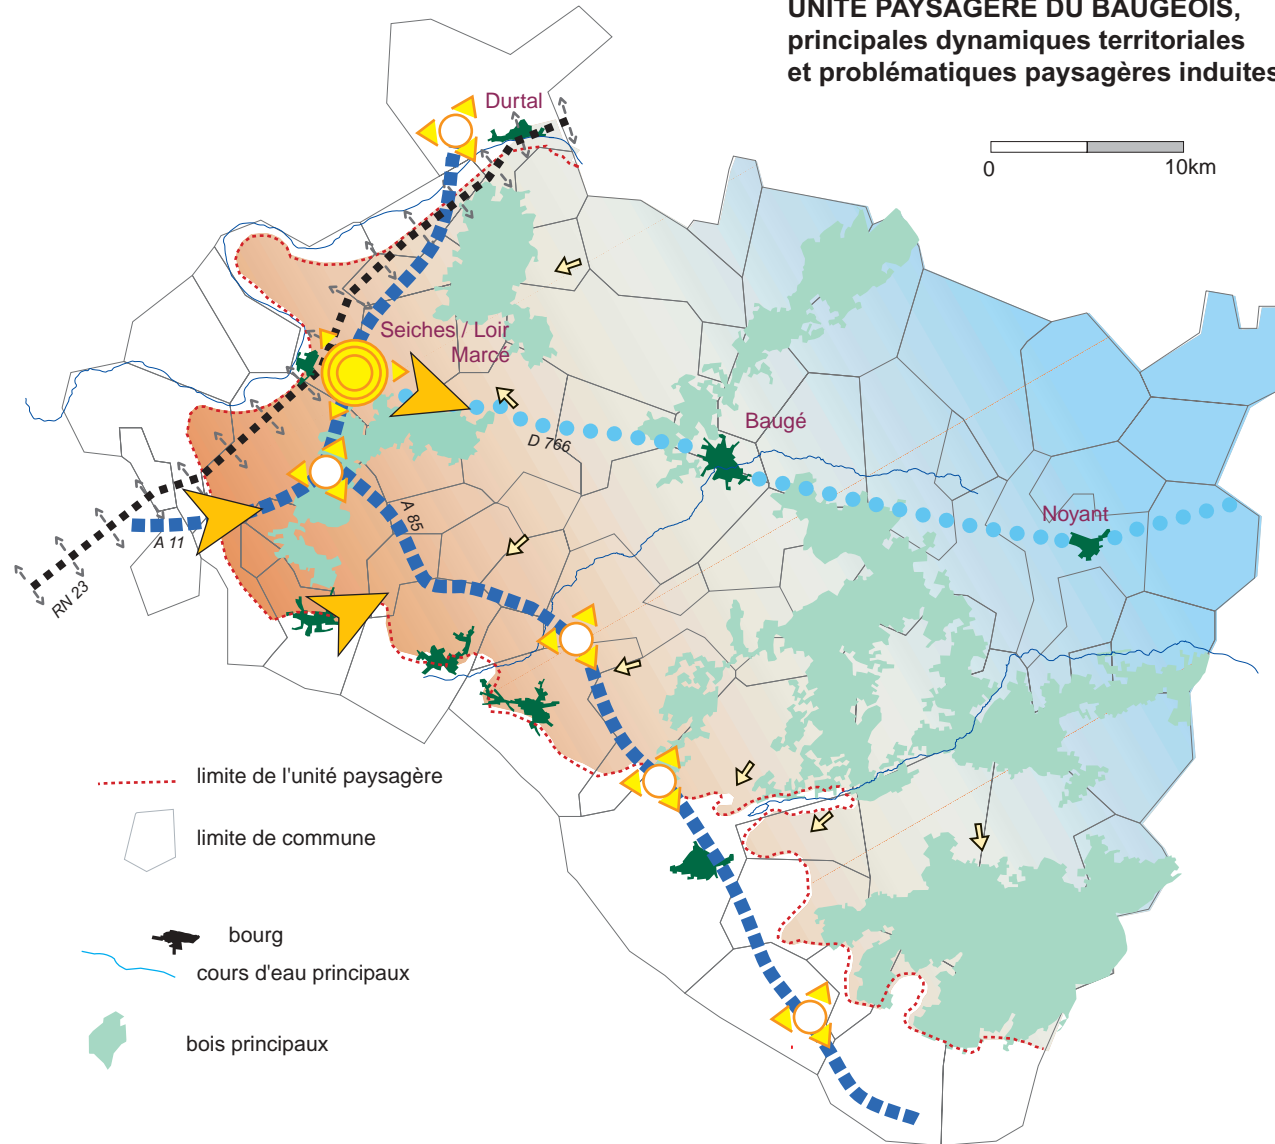 UNITE PAYSAGERE DU BAUGEOIS,
principales dynamiques territoriales
et problématiques paysagères induites
0 10km
Durtal
Seiches / Loir
Marcé
Baugé
D 766
Noyant
A 85
A 11
RN 23
limite de l'unité paysagère
limite de commune
bourg
cours d'eau principaux
bois principaux